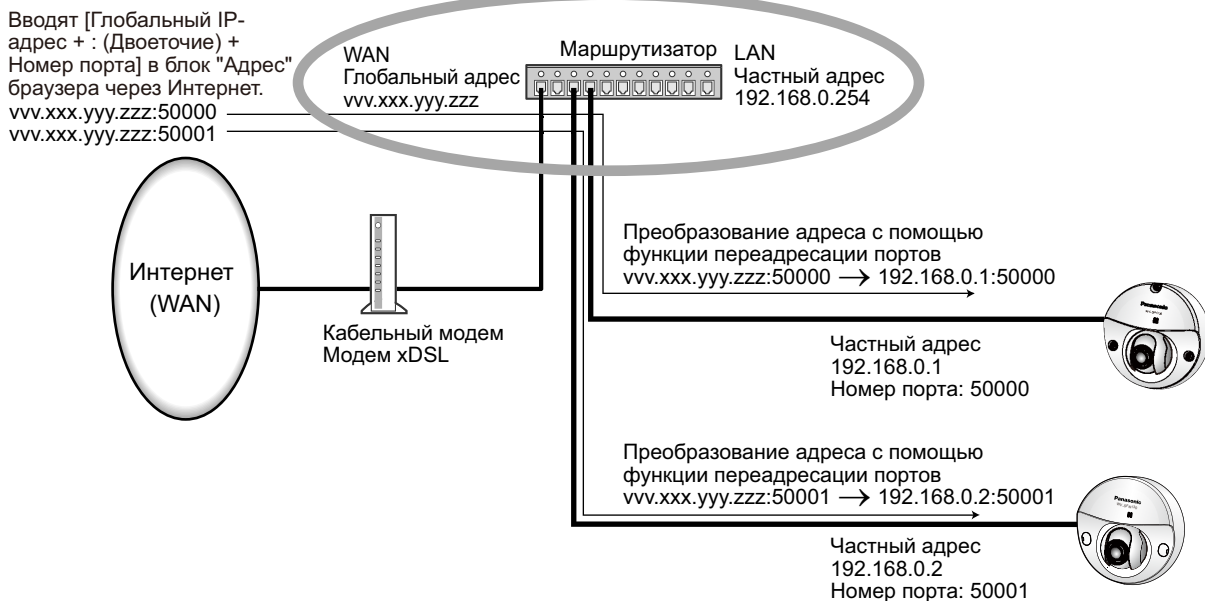 Вводят [Глобальный IP-
адрес + : (Двоеточие) +
Номер порта] в блок "Адрес"
браузера через Интернет.
vvv.xxx.yyy.zzz:50000
vvv.xxx.yyy.zzz:50001
WAN
Глобальный адрес
vvv.xxx.yyy.zzz
Маршрутизатор
LAN
Частный адрес
192.168.0.254
Интернет
(WAN)
Кабельный модем
Модем xDSL
Преобразование адреса с помощью
функции переадресации портов
vvv.xxx.yyy.zzz:50000 → 192.168.0.1:50000
Panasonic
Частный адрес
192.168.0.1
Номер порта: 50000
Преобразование адреса с помощью
функции переадресации портов
vvv.xxx.yyy.zzz:50001 → 192.168.0.2:50001
Panasonic
Частный адрес
192.168.0.2
Номер порта: 50001